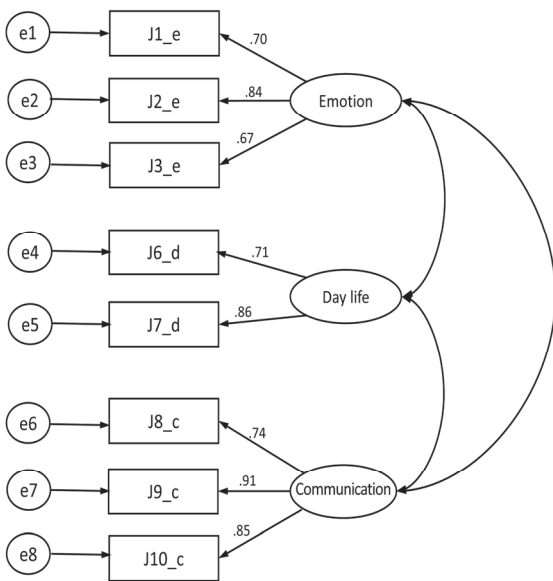 e1
J1_e
.70
e2
J2_e
.84
Emotion
e3
J3_e
.67
e4
J6_d
.71
Day life
e5
J7_d
.86
e6
J8_c
.74
e7
J9_c
.91
Communication
e8
J10_c
.85